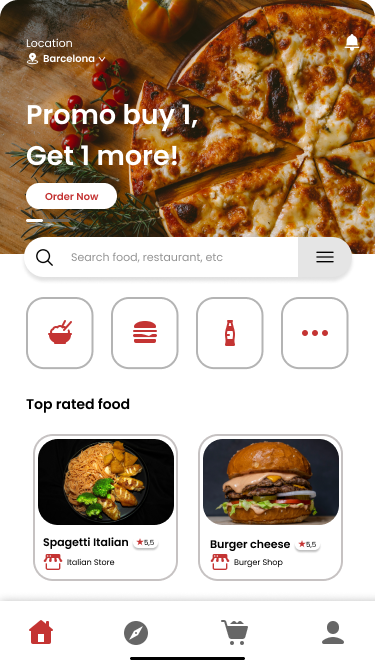 Location
Barcelona
Promo buy 1,
Get 1 more!
Order Now
Search food, restaurant, etc
Top rated food
Spagetti Italian ★5,5
Italian Store
Burger cheese ★5,5
Burger Shop